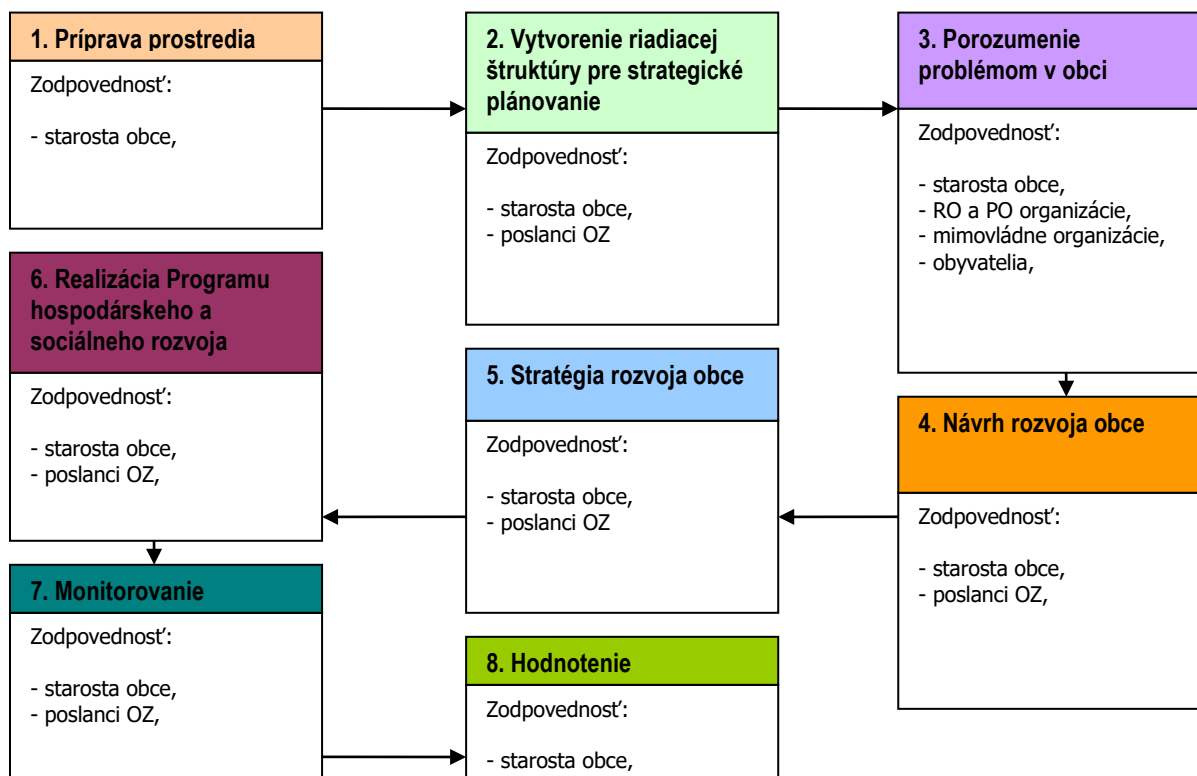 1. Príprava prostredia
Zodpovednosť:
- starosta obce,
2. Vytvorenie riadiacej
štruktúry pre strategické
plánovanie
Zodpovednosť:
- starosta obce,
- poslanci OZ
3. Porozumenie
problémom v obci
Zodpovednosť:
- starosta obce,
- RO a PO organizácie,
- mimovládne organizácie,
- obyvatelia,
4. Návrh rozvoja obce
Zodpovednosť:
- starosta obce,
- poslanci OZ,
5. Stratégia rozvoja obce
Zodpovednosť:
- starosta obce,
- poslanci OZ
6. Realizácia Programu
hospodárskeho a
sociálneho rozvoja
Zodpovednosť:
- starosta obce,
- poslanci OZ,
7. Monitorovanie
Zodpovednosť:
- starosta obce,
- poslanci OZ,
8. Hodnotenie
Zodpovednosť:
- starosta obce,